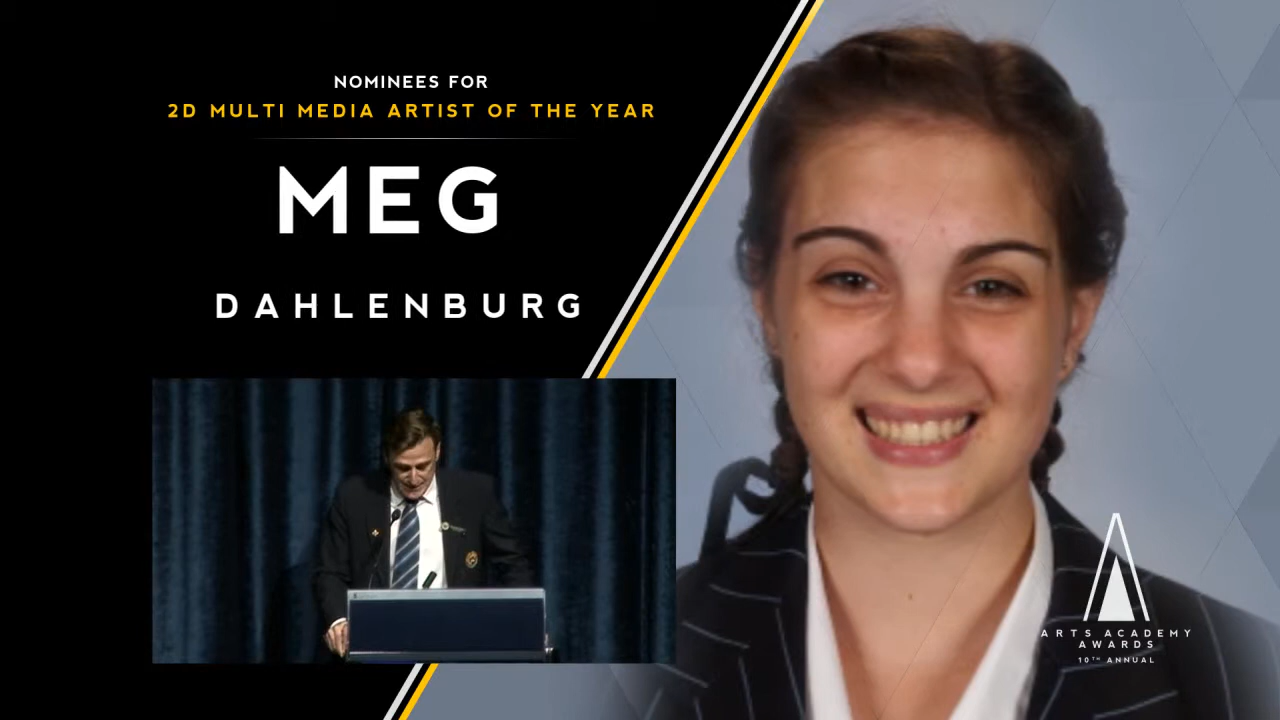 NOMINEES FOR
2D MULTI MEDIA ARTIST OF THE YEAR
MEG
DAHLENBURG
ARTS ACADEMY
AWARDS
10TH ANNUAL